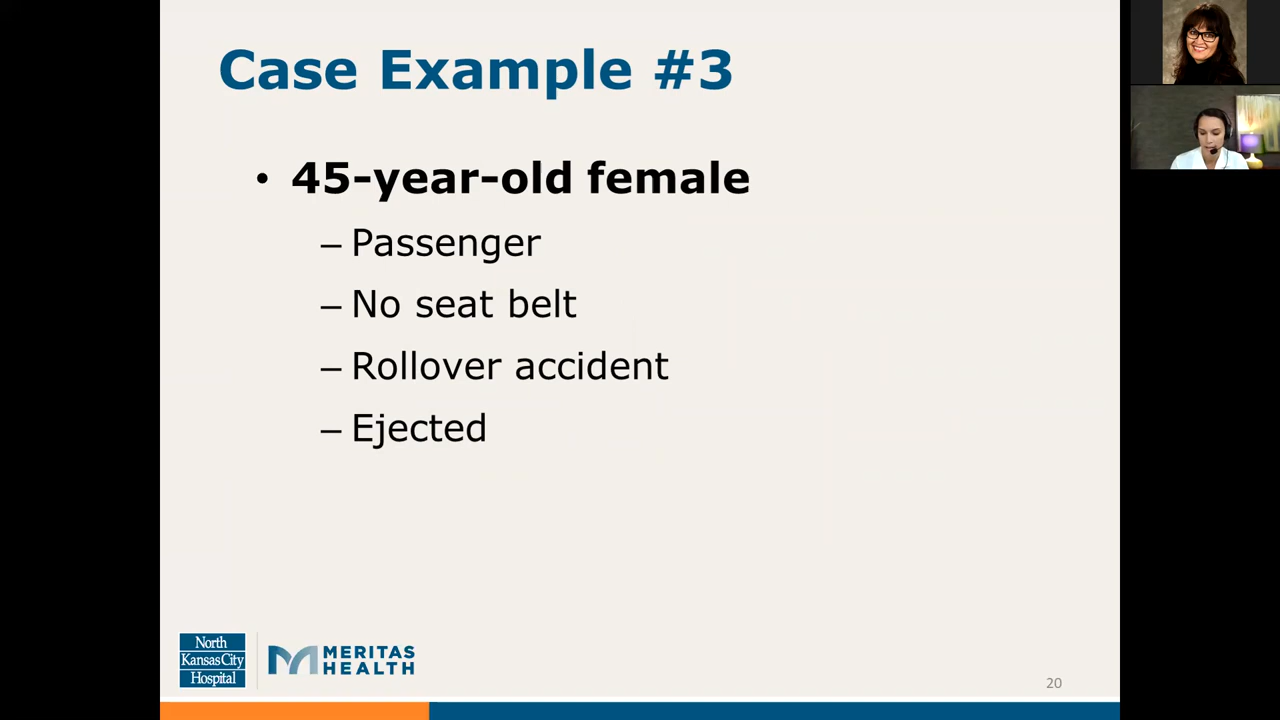 Case Example #3
• 45-year-old female
– Passenger
– No seat belt
– Rollover accident
– Ejected
North
Kansas City
Hospital
MERITAS
HEALTH
20